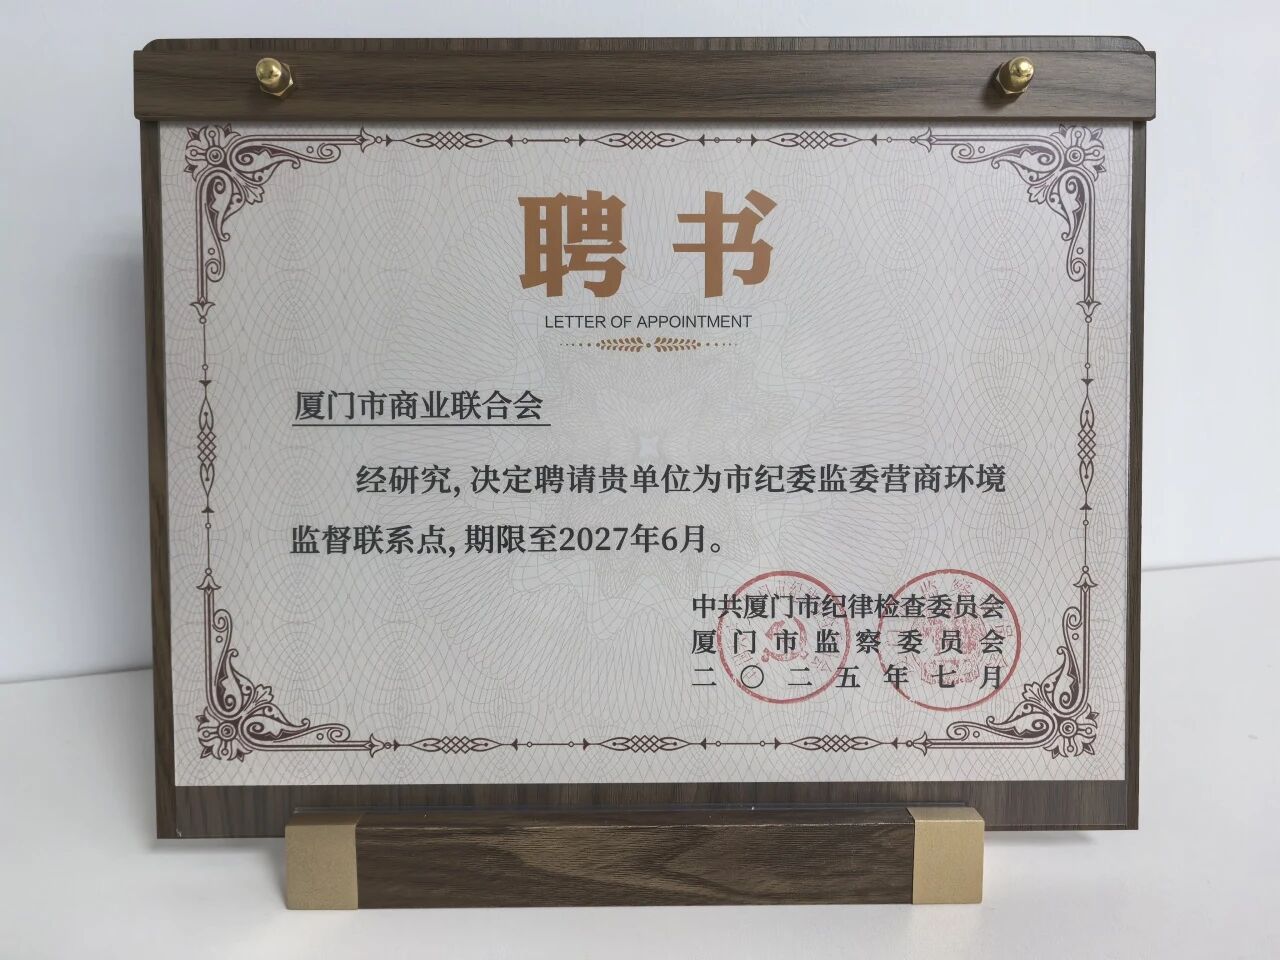 聘书
LETTER OF APPOINTMENT
厦门市商业联合会
经研究, 决定聘请贵单位为市纪委监委营商环境
监督联系点, 期限至2027年6月。
中共厦门市纪律检查委员会
厦门市监察委员会
二〇二五年七月